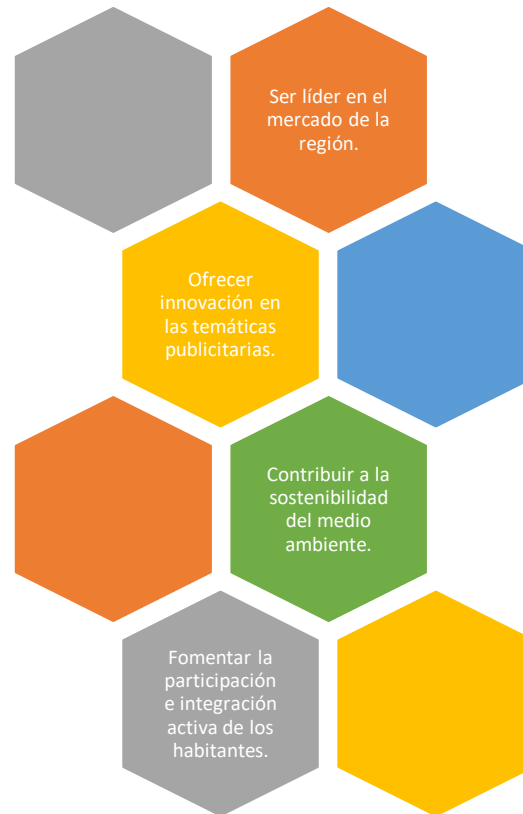 Ser líder en el
mercado de la
región.
Ofrecer
innovación en
las temáticas
publicitarias.
Contribuir a la
sostenibilidad
del medio
ambiente.
Fomentar la
participación
e integración
activa de los
habitantes.